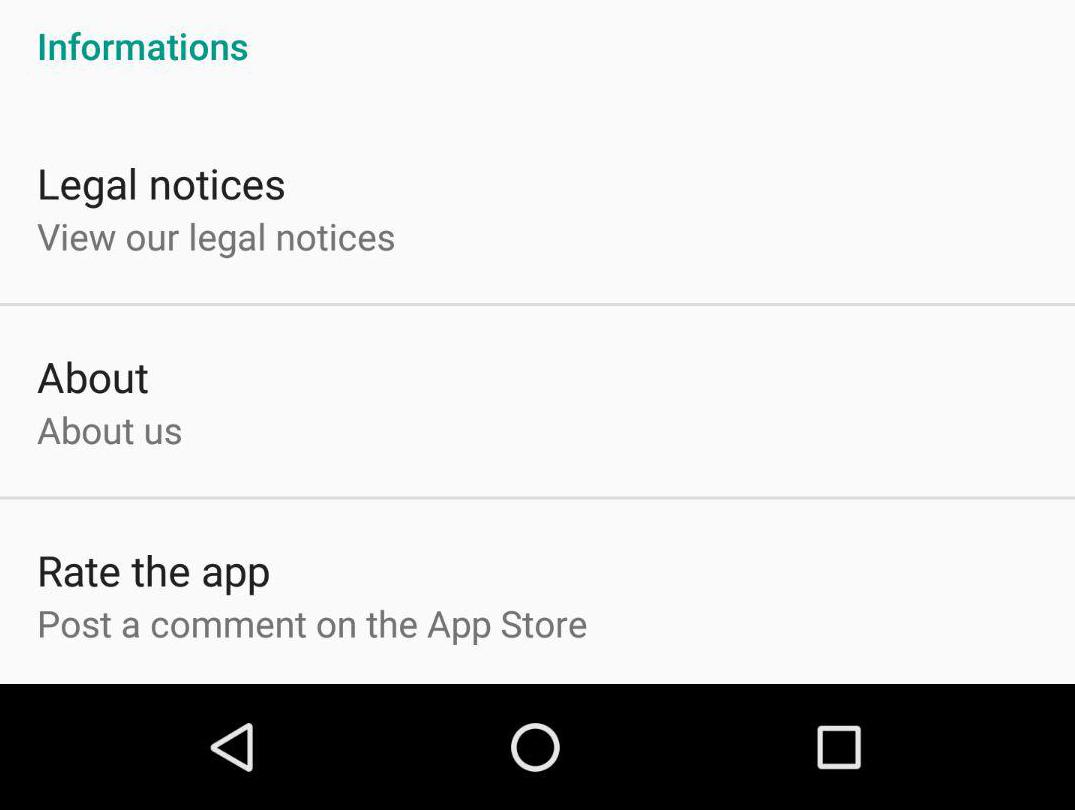 Informations
Legal notices
View our legal notices
About
About us
Rate the app
Post a comment on the App Store